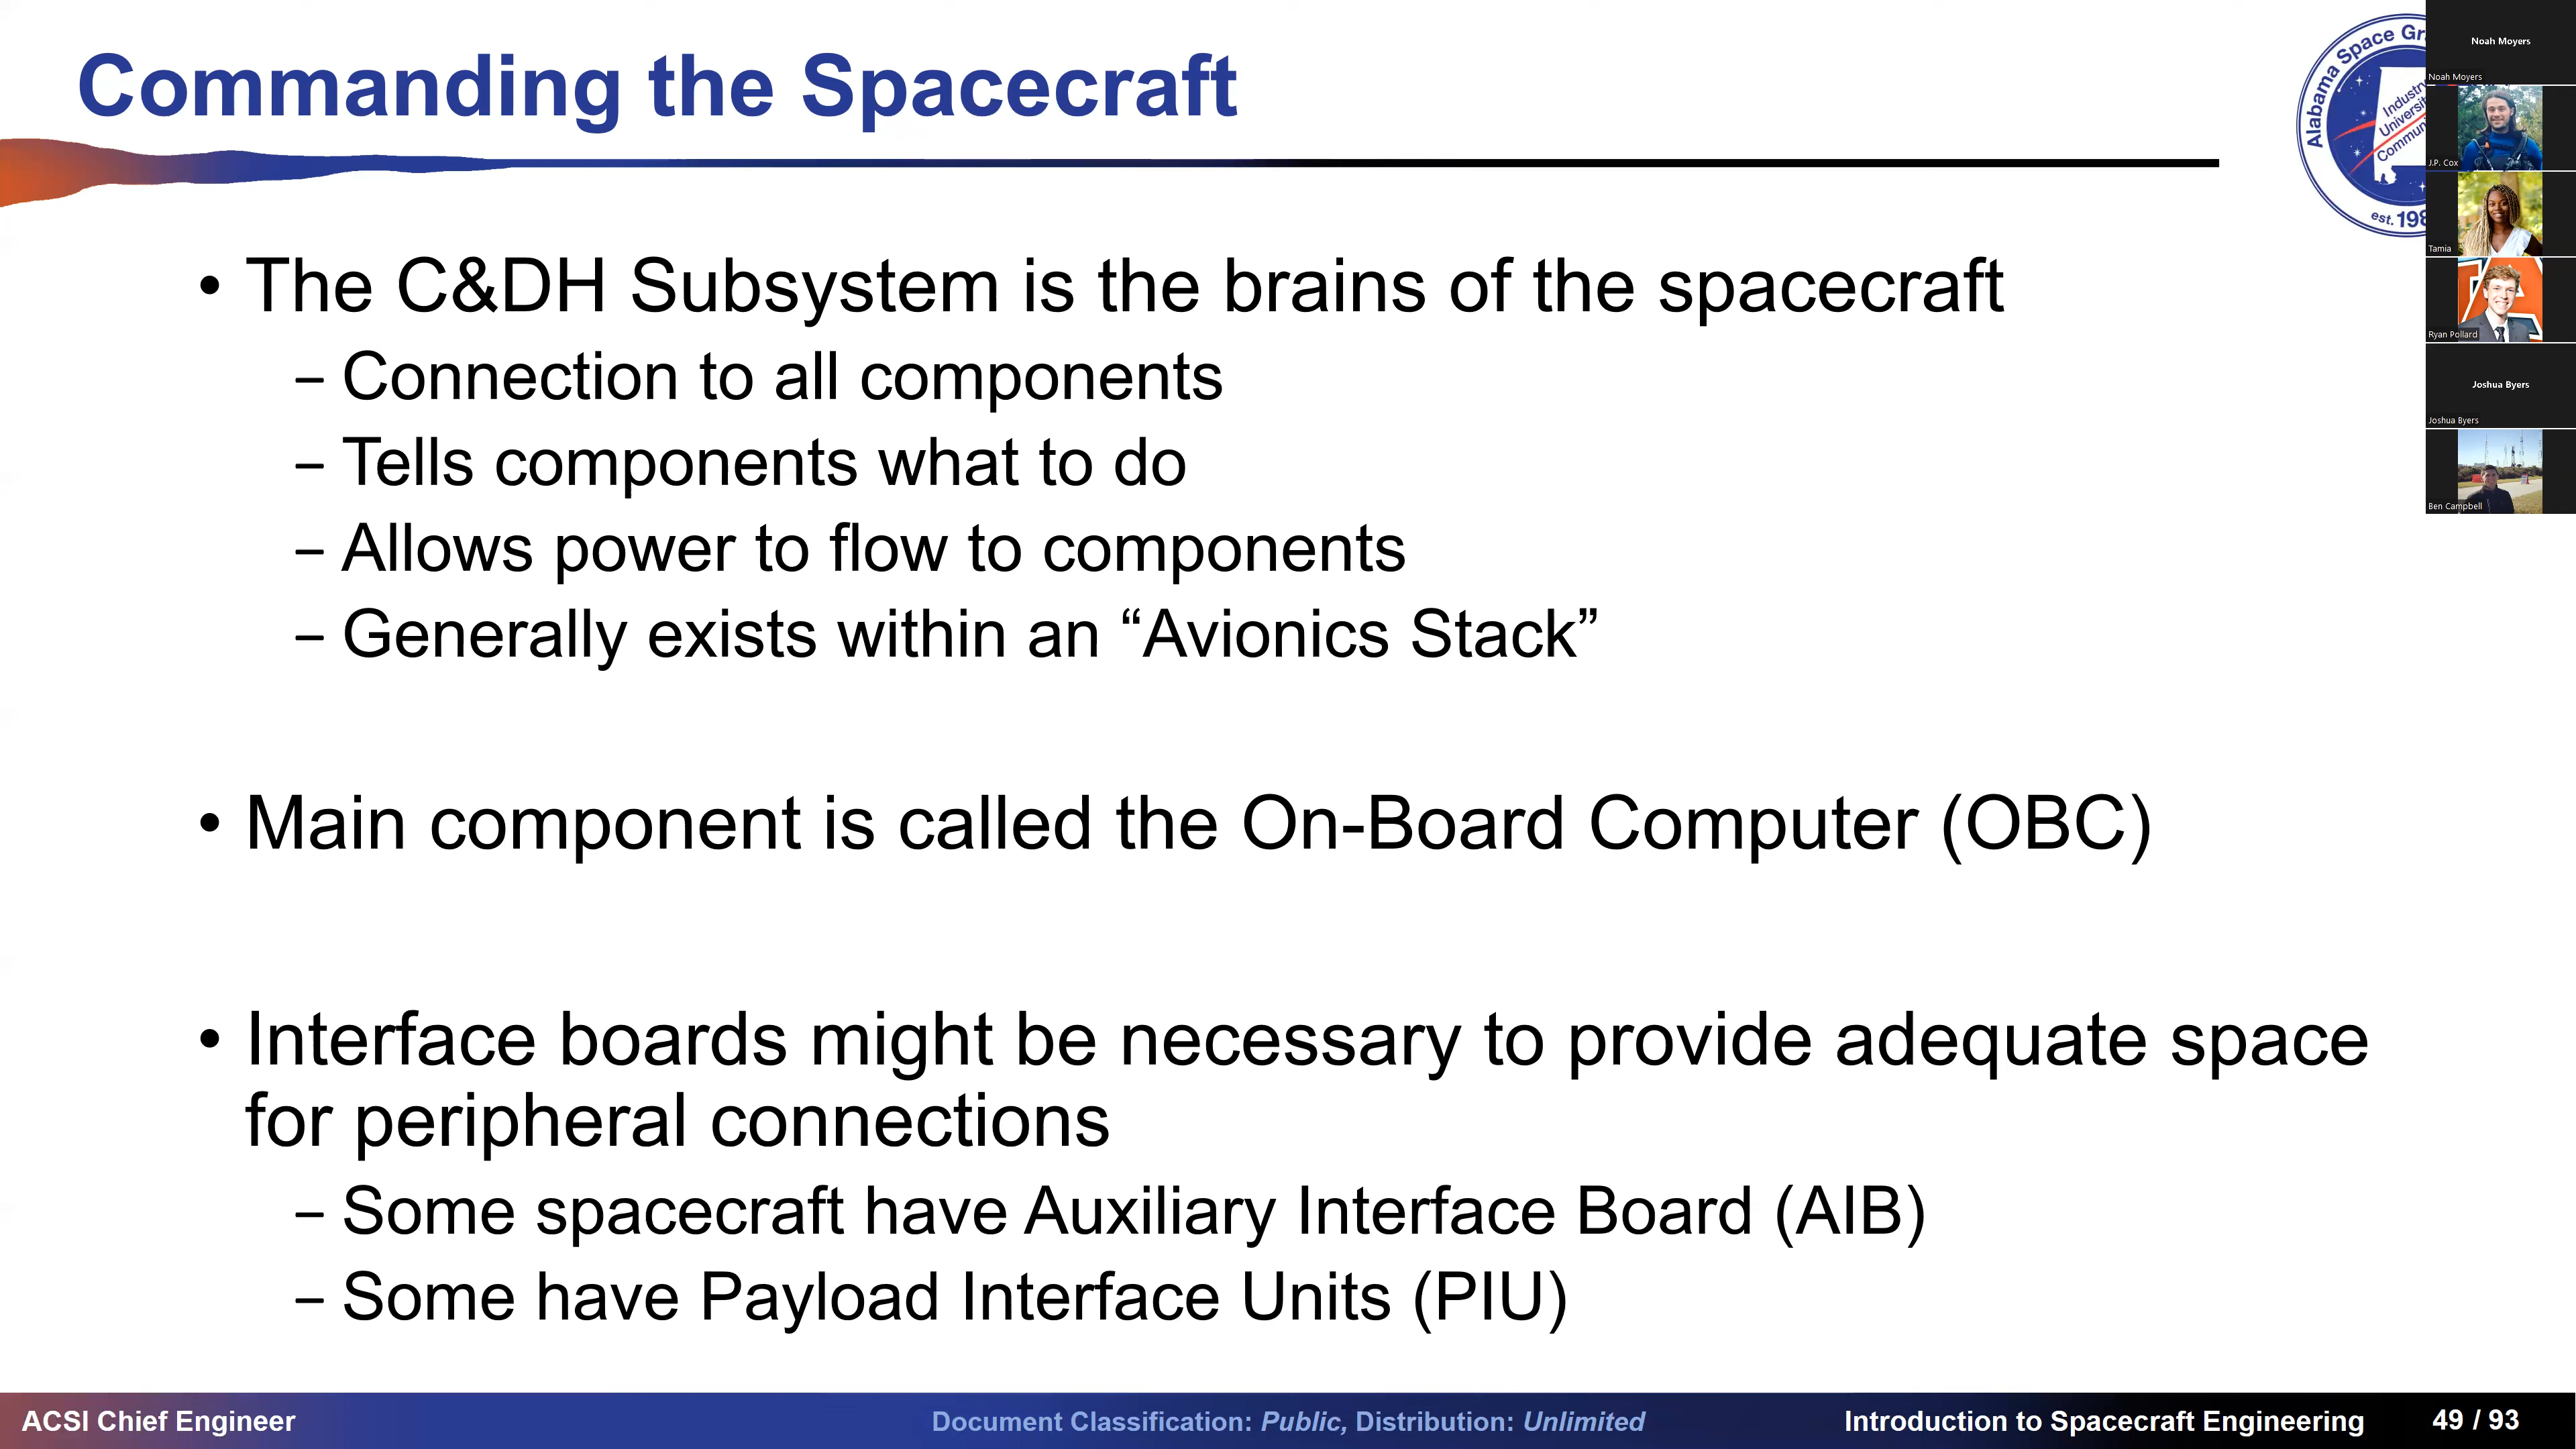 Commanding the Spacecraft
Alabama Space Gr
Industry
University
Commun
est. 198
Noah Moyers
Noah Moyers
J.P. Cox
Tamia
Ryan Pollard
Joshua Byers
Joshua Byers
Ben Campbell
• The C&DH Subsystem is the brains of the spacecraft
– Connection to all components
– Tells components what to do
– Allows power to flow to components
– Generally exists within an “Avionics Stack”
• Main component is called the On-Board Computer (OBC)
• Interface boards might be necessary to provide adequate space
for peripheral connections
– Some spacecraft have Auxiliary Interface Board (AIB)
– Some have Payload Interface Units (PIU)
ACSI Chief Engineer
Document Classification: Public, Distribution: Unlimited
Introduction to Spacecraft Engineering
49 / 93